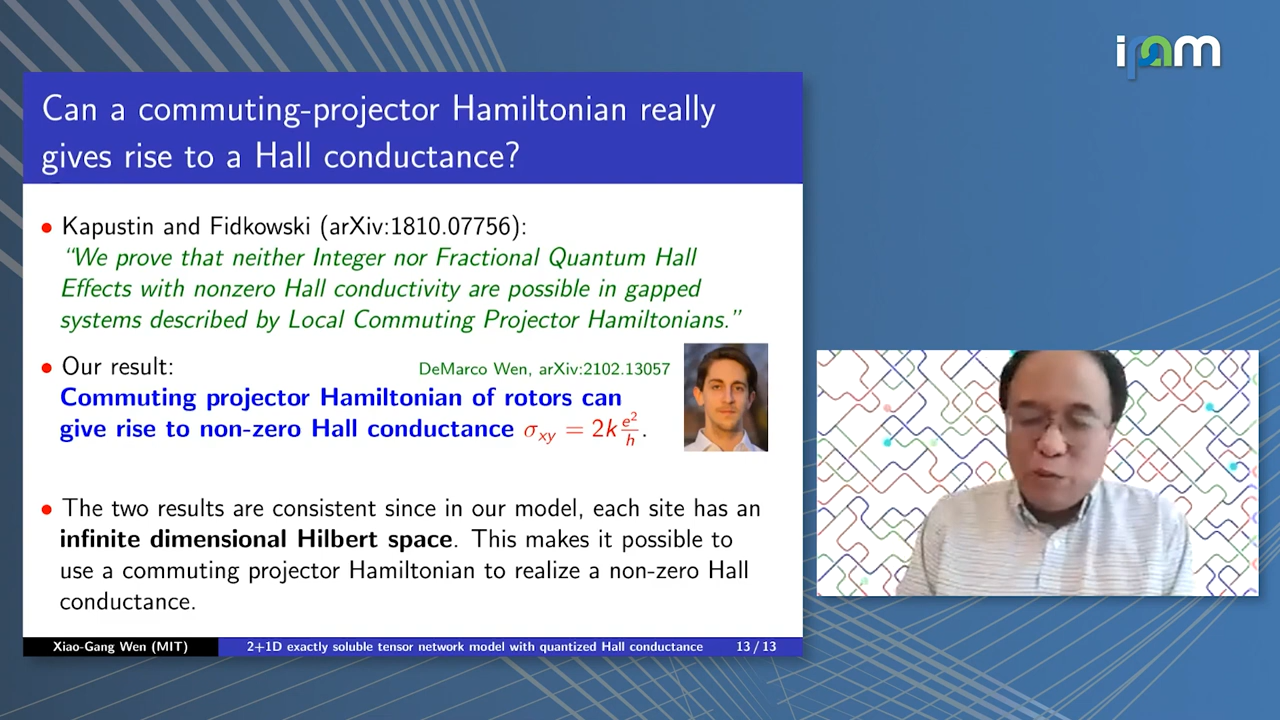 ipam
Can a commuting-projector Hamiltonian really
gives rise to a Hall conductance?
• Kapustin and Fidkowski (arXiv:1810.07756):
“We prove that neither Integer nor Fractional Quantum Hall
Effects with nonzero Hall conductivity are possible in gapped
systems described by Local Commuting Projector Hamiltonians.”
• Our result: DeMarco Wen, arXiv:2102.13057
Commuting projector Hamiltonian of rotors can
give rise to non-zero Hall conductance σxy = 2k e²/h.
• The two results are consistent since in our model, each site has an
infinite dimensional Hilbert space. This makes it possible to
use a commuting projector Hamiltonian to realize a non-zero Hall
conductance.
Xiao-Gang Wen (MIT) 2+1D exactly soluble tensor network model with quantized Hall conductance 13 / 13